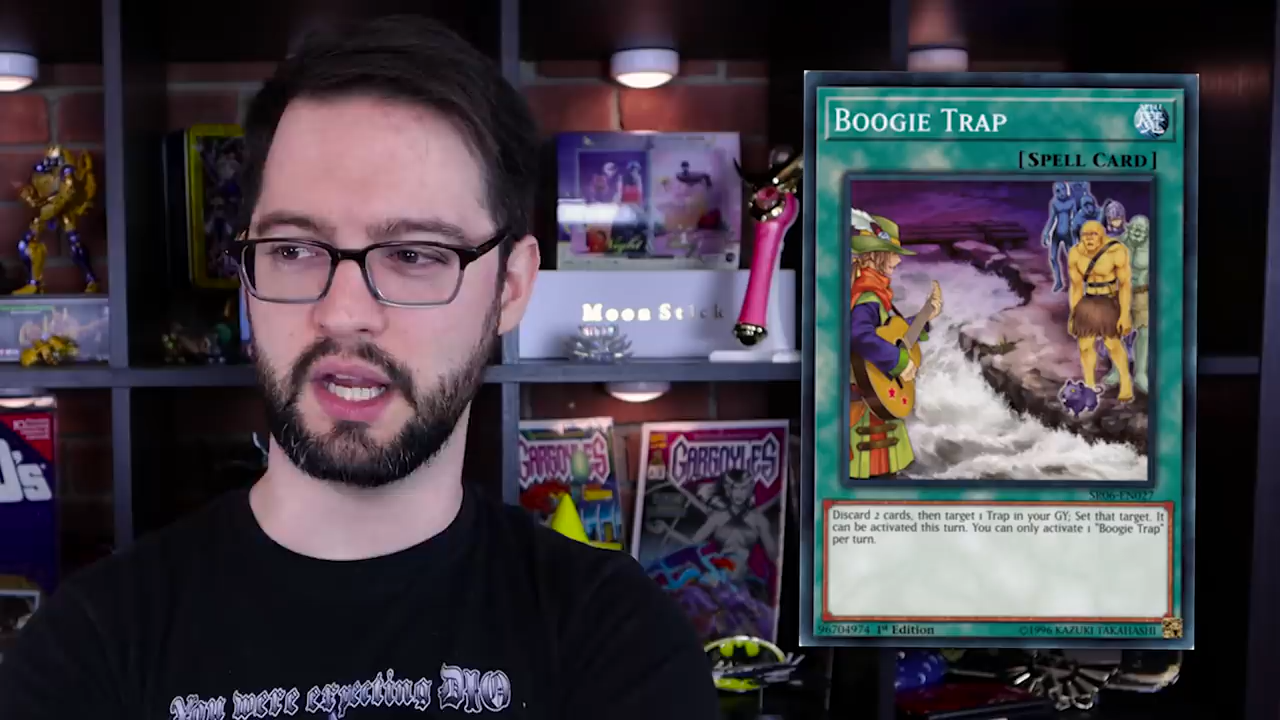 BOOGIE TRAP
[SPELL CARD]
SR06-EN027
Discard 2 cards, then target 1 Trap in your GY; Set that target. It
can be activated this turn. You can only activate 1 "Boogie Trap"
per turn.
96704974 1st Edition
©1996 KAZUKI TAKAHASHI
Moon Stick
GARGOYLES
GARGOYLES
You were expecting DIO